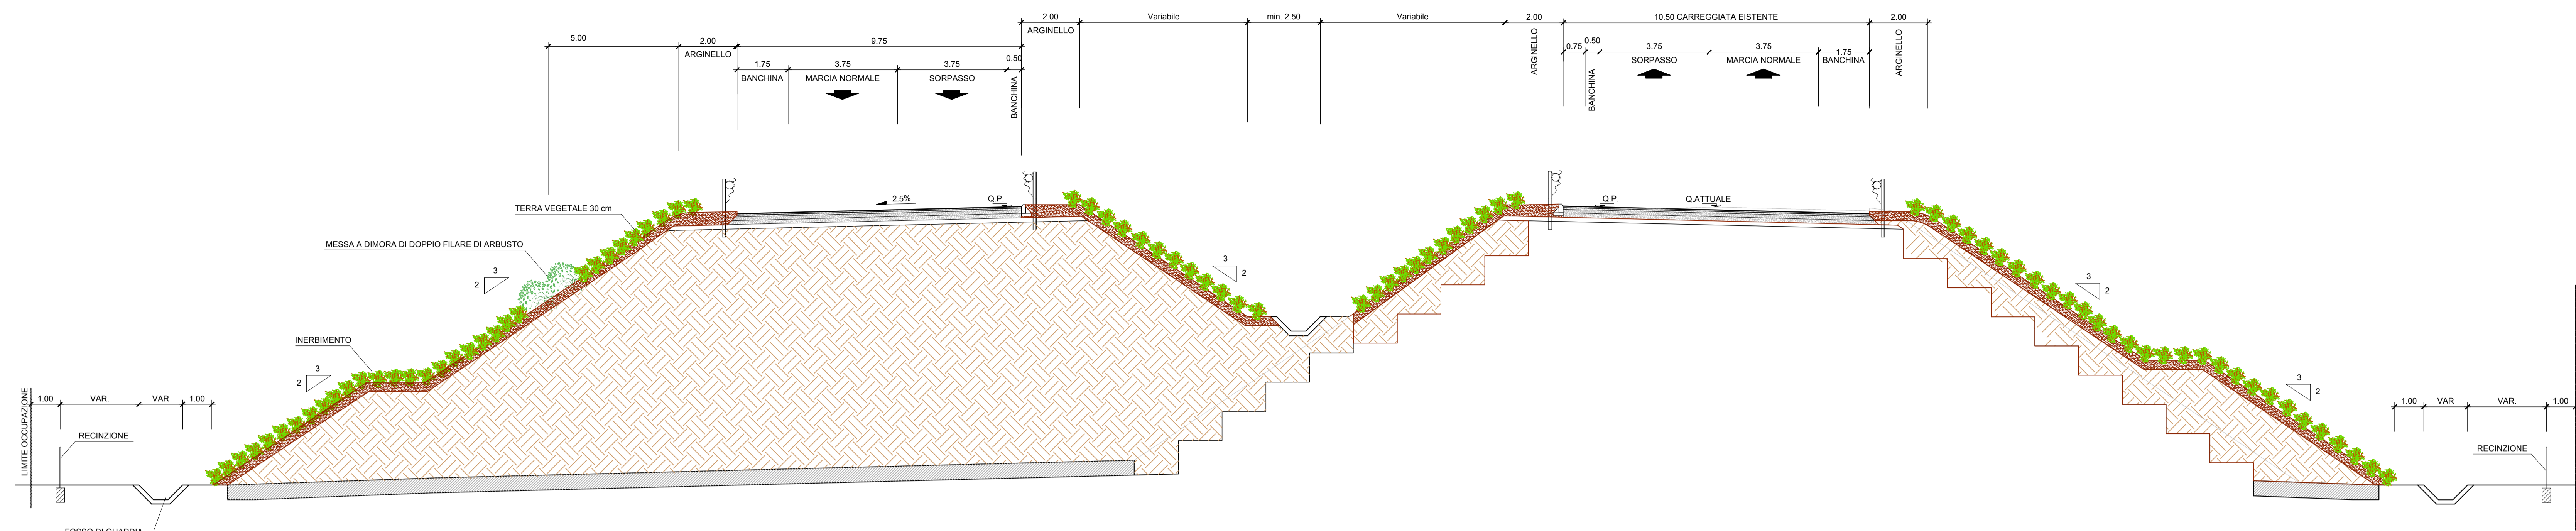 2.00 Variabile min. 2.50 Variabile 2.00 10.50 CARREGGIATA EISTENTE 2.00
ARGINELLO
ARGINELLO
ARGINELLO
5.00 2.00 9.75
ARGINELLO
0.75 0.50 3.75 3.75 1.75
BANCHINA SORPASSO MARCIA NORMALE BANCHINA
1.75 3.75 3.75 0.50
BANCHINA MARCIA NORMALE SORPASSO BANCHINA
2.5%
Q.P.
Q.P.
Q.ATTUALE
TERRA VEGETALE 30 cm
MESSA A DIMORA DI DOPPIO FILARE DI ARBUSTO
3
2
3
2
3
2
INERBIMENTO
3
2
3
2
LIMITE OCCUPAZIONE
1.00 VAR. VAR 1.00
1.00 VAR VAR. 1.00
RECINZIONE
RECINZIONE
FOSSO DI GUARDIA